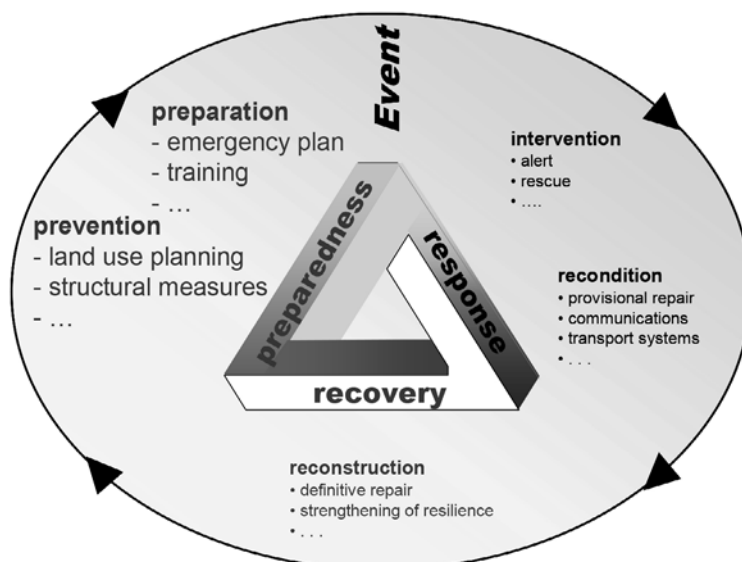 Event
preparation
- emergency plan
- training
- ...
prevention
- land use planning
- structural measures
- ...
intervention
• alert
• rescue
• ....
recondition
• provisional repair
• communications
• transport systems
• . . .
preparedness
response
recovery
reconstruction
• definitive repair
• strengthening of resilience
• . . .